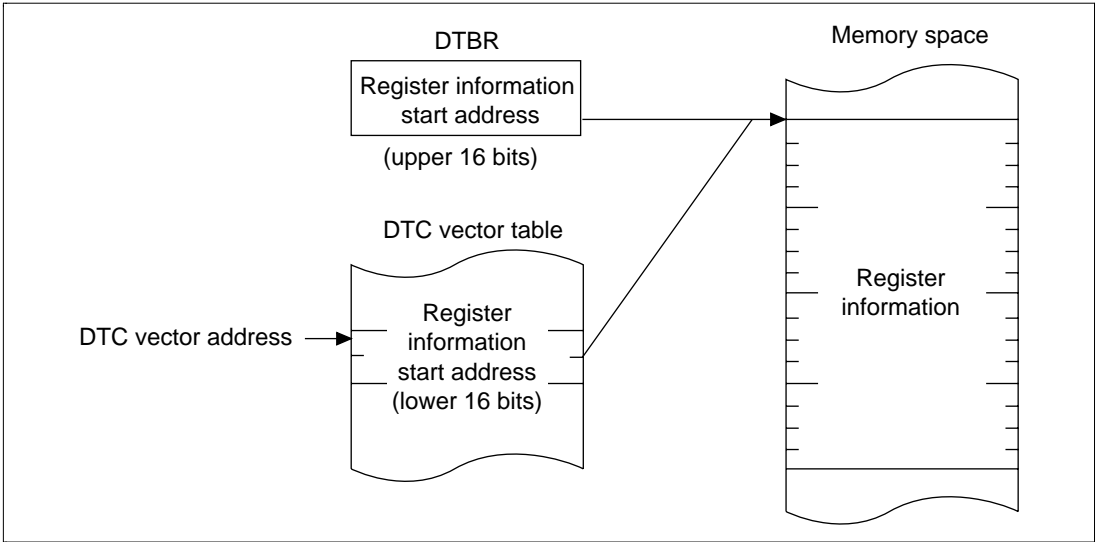 DTBR
Register information
start address
(upper 16 bits)
DTC vector table
DTC vector address
Register
information
start address
(lower 16 bits)
Memory space
Register
information